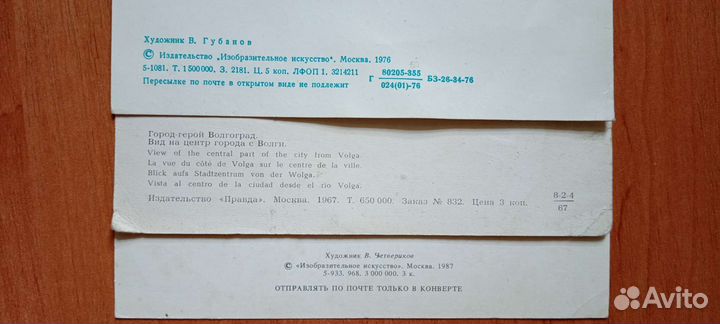 Художник В. Губанов
© Издательство „Изобразительное искусство". Москва. 1976
5-1081. Т. 1 500 000. З. 2181. Ц. 5 коп. ЛФОП 1. 3214211
Г 80205-355 БЗ-26-34-76
024(01)-76
Пересылке по почте в открытом виде не подлежит
Город-герой Волгоград.
Вид на центр города с Волги.
View of the central part of the city from Volga.
La vue du côté de Volga sur le centre de la ville.
Blick aufs Stadtzentrum von der Wolga.
Vista al centro de la ciudad desde el rio Volga.
Издательство «Правда». Москва. 1967. Т. 650 000. Заказ № 832. Цена 3 коп.
8-2-4
67
Художник В. Четвериков
© «Изобразительное искусство». Москва. 1987
5-933. 968. 3 000 000. 3 к.
ОТПРАВЛЯТЬ ПО ПОЧТЕ ТОЛЬКО В КОНВЕРТЕ
Avito